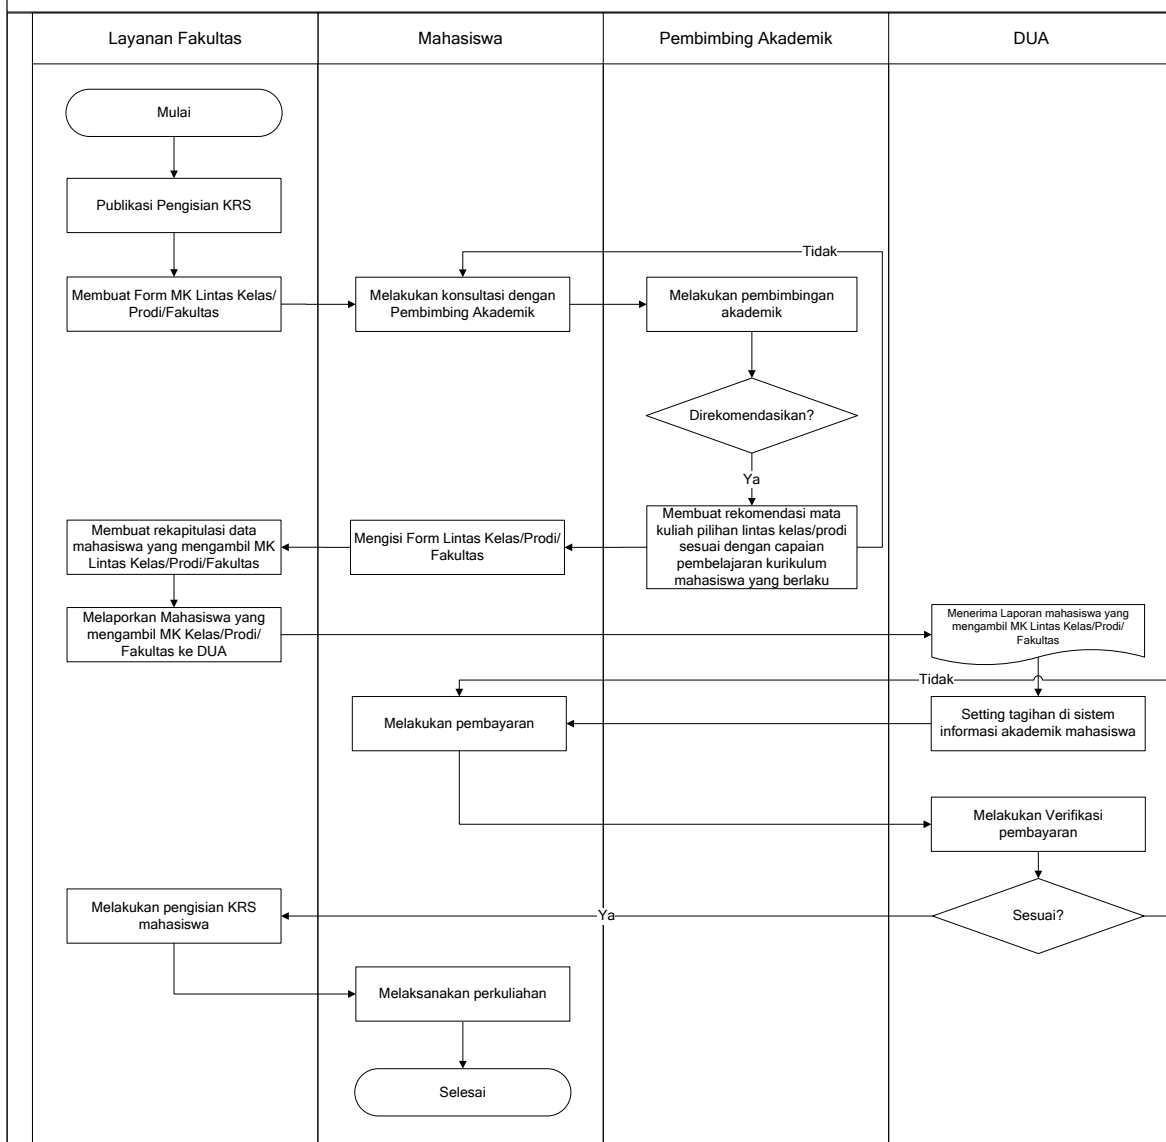 Layanan Fakultas
Mahasiswa
Pembimbing Akademik
DUA
Mulai
Publikasi Pengisian KRS
Tidak
Membuat Form MK Lintas Kelas/
Prodi/Fakultas
Melakukan konsultasi dengan
Pembimbing Akademik
Melakukan pembimbingan
akademik
Direkomendasikan?
Ya
Membuat rekapitulasi data
mahasiswa yang mengambil MK
Lintas Kelas/Prodi/Fakultas
Mengisi Form Lintas Kelas/Prodi/
Fakultas
Membuat rekomendasi mata
kuliah pilihan lintas kelas/prodi
sesuai dengan capaian
pembelajaran kurikulum
mahasiswa yang berlaku
Melaporkan Mahasiswa yang
mengambil MK Kelas/Prodi/
Fakultas ke DUA
Menerima Laporan mahasiswa yang
mengambil MK Lintas Kelas/Prodi/
Fakultas
Tidak
Melakukan pembayaran
Setting tagihan di sistem
informasi akademik mahasiswa
Melakukan Verifikasi
pembayaran
Melakukan pengisian KRS
mahasiswa
Ya
Sesuai?
Melaksanakan perkuliahan
Selesai